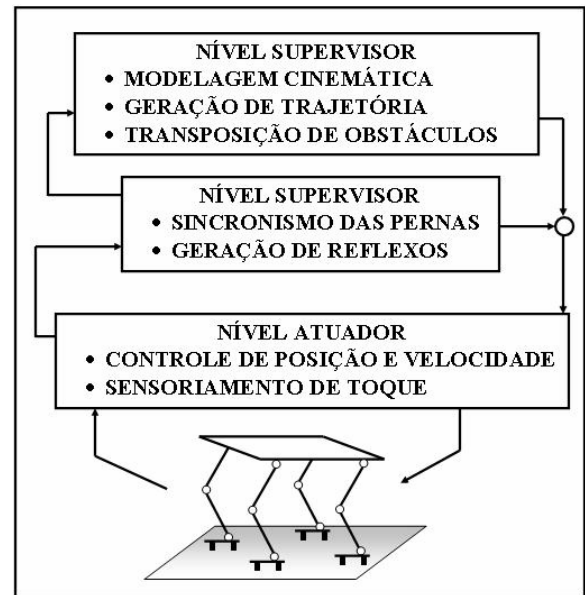 NÍVEL SUPERVISOR
• MODELAGEM CINEMÁTICA
• GERAÇÃO DE TRAJETÓRIA
• TRANSPOSIÇÃO DE OBSTÁCULOS
NÍVEL SUPERVISOR
• SINCRONISMO DAS PERNAS
• GERAÇÃO DE REFLEXOS
NÍVEL ATUADOR
• CONTROLE DE POSIÇÃO E VELOCIDADE
• SENSORIAMENTO DE TOQUE